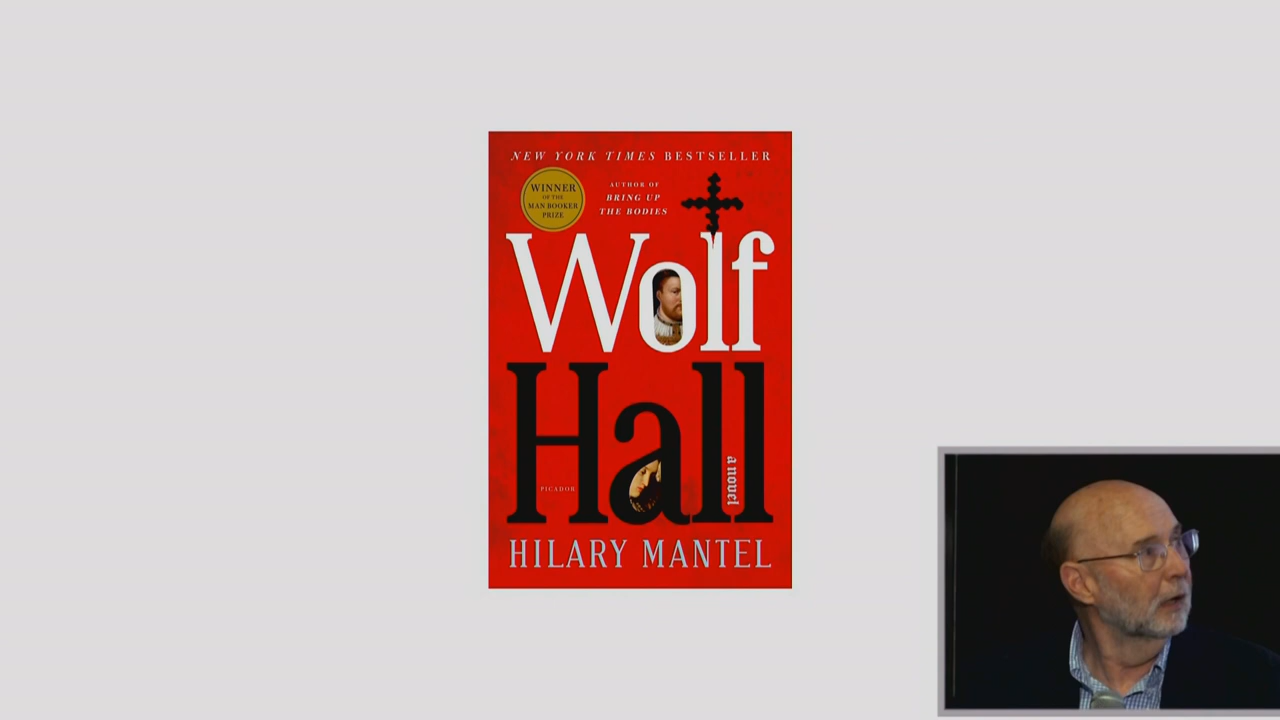 NEW YORK TIMES BESTSELLER
WINNER
OF THE
MAN BOOKER
PRIZE
AUTHOR OF
BRING UP
THE BODIES
Wolf
Hall
PICADOR
a novel
HILARY MANTEL